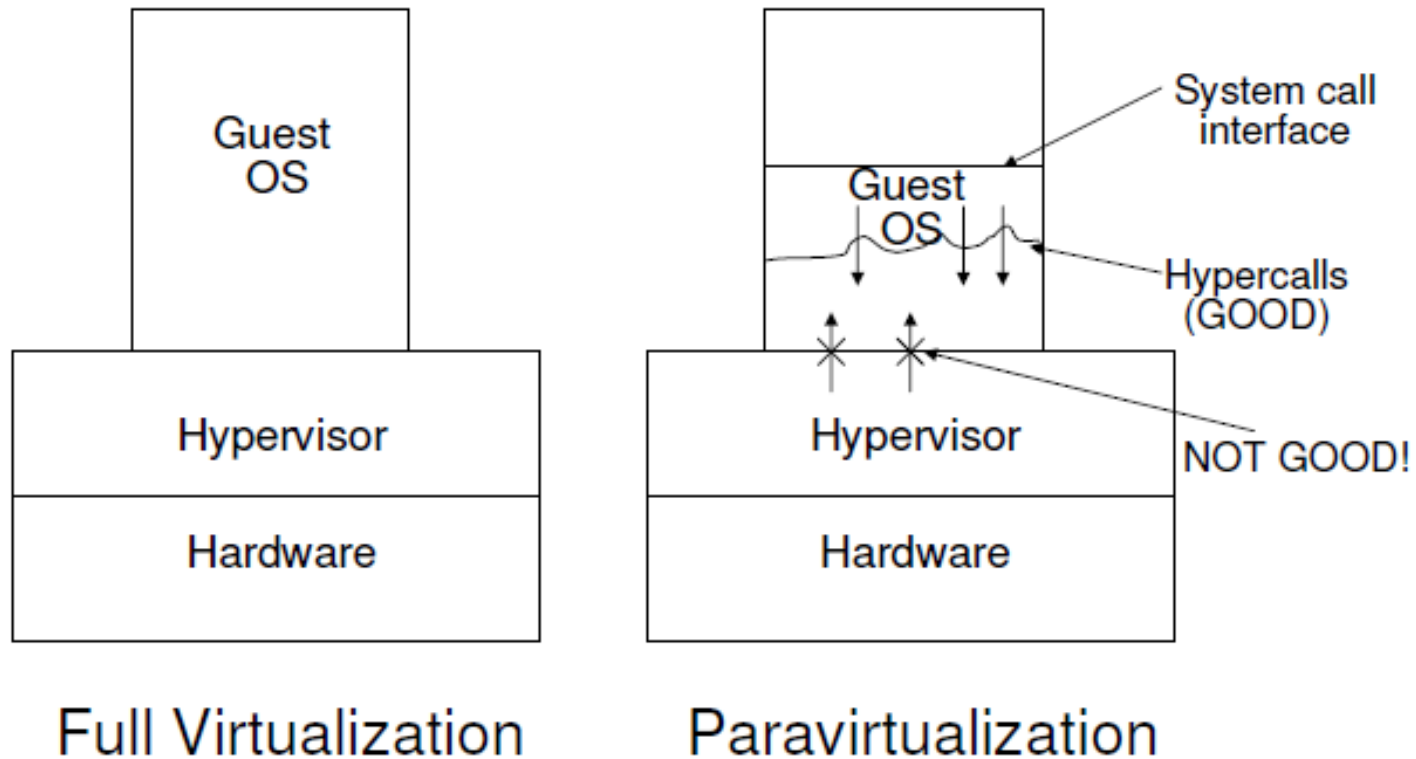 Guest
OS
Hypervisor
Hardware
Full Virtualization
System call
interface
Guest
OS
Hypercalls
(GOOD)
Hypervisor
NOT GOOD!
Hardware
Paravirtualization